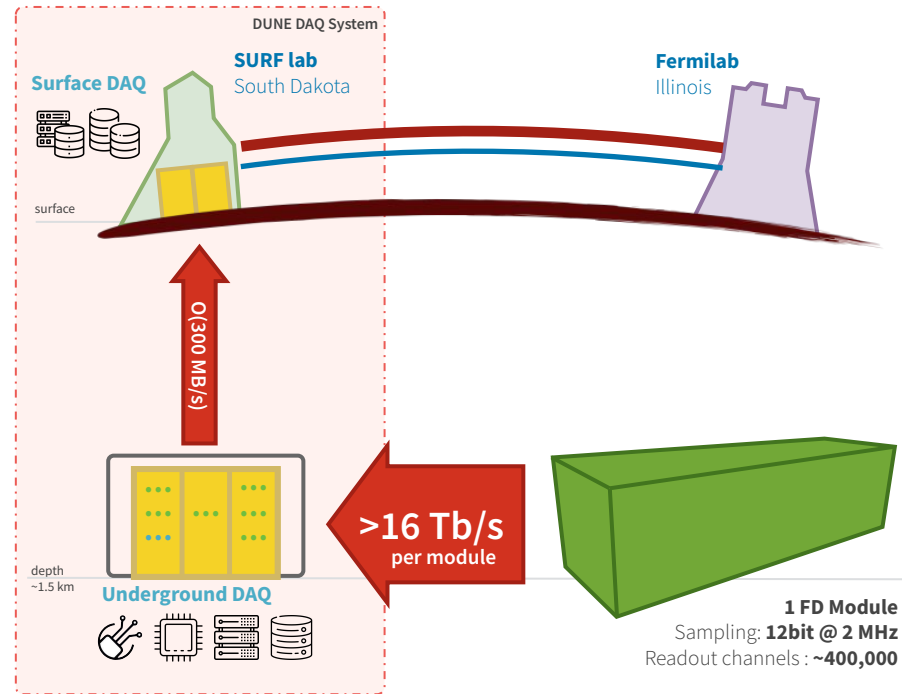 DUNE DAQ System
SURF lab
South Dakota
Fermilab
Illinois
Surface DAQ
surface
O(300 MB/s)
>16 Tb/s
per module
depth
~1.5 km
Underground DAQ
1 FD Module
Sampling: 12bit @ 2 MHz
Readout channels : ~400,000